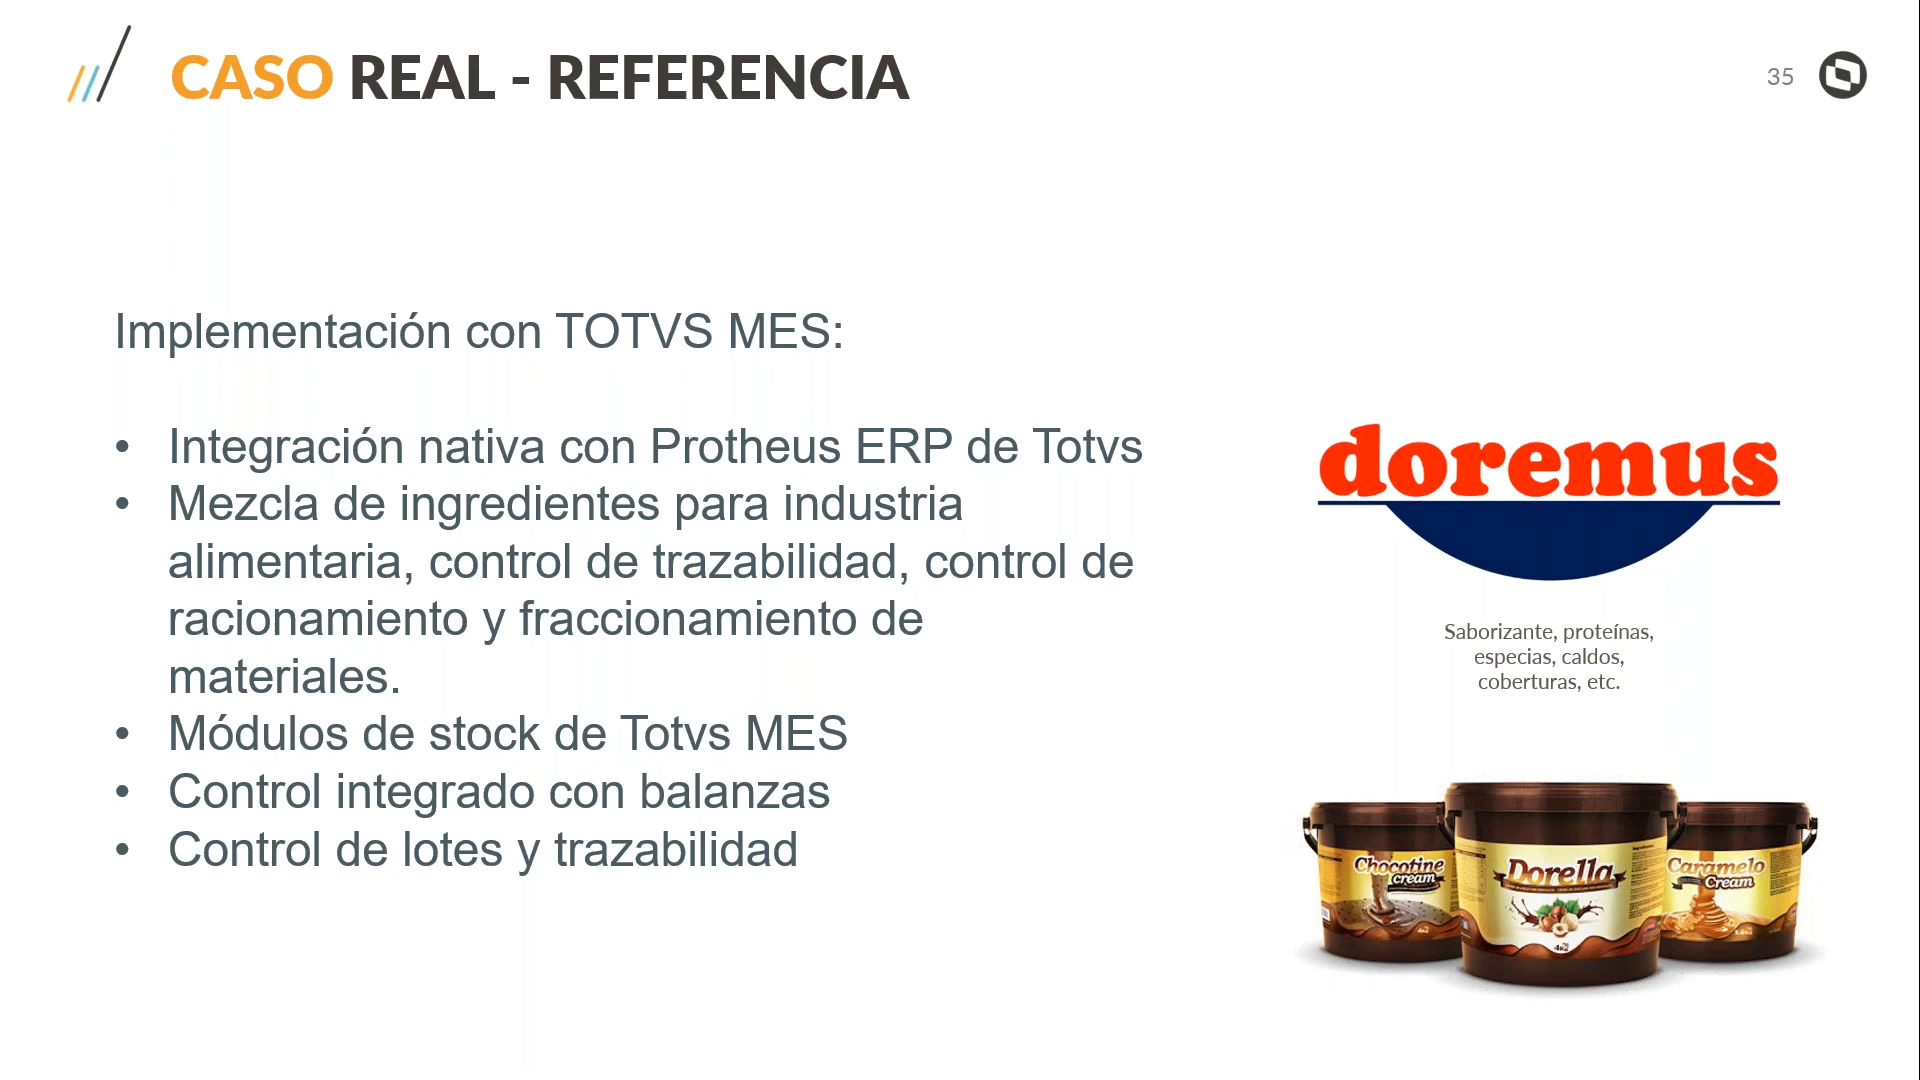 CASO REAL - REFERENCIA
35
Implementación con TOTVS MES:
• Integración nativa con Protheus ERP de Totvs
• Mezcla de ingredientes para industria
alimentaria, control de trazabilidad, control de
racionamiento y fraccionamiento de
materiales.
• Módulos de stock de Totvs MES
• Control integrado con balanzas
• Control de lotes y trazabilidad
doremus
Saborizante, proteínas,
especias, caldos,
coberturas, etc.
Chocotine
cream
Dorella
Caramelo
Cream